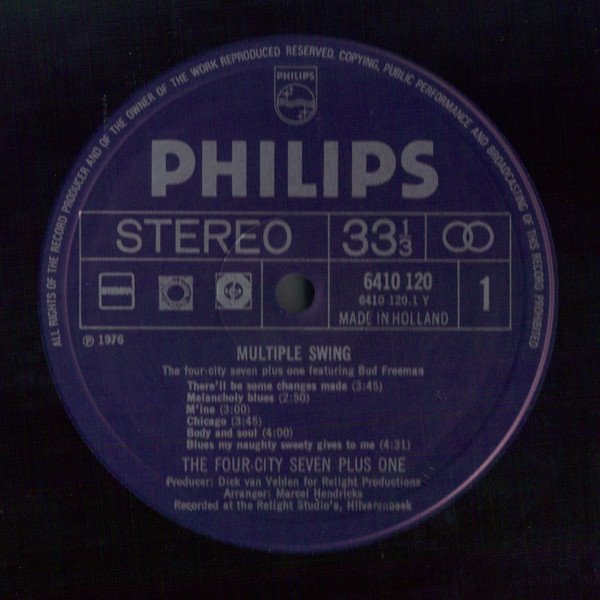 ALL RIGHTS OF THE RECORD PRODUCER AND OF THE OWNER OF THE WORK REPRODUCED RESERVED. COPYING, PUBLIC PERFORMANCE AND BROADCASTING OF THIS RECORD PROHIBITED
PHILIPS
PHILIPS
STEREO 33 1/3
STEMRA
6410 120
6410 120.1 Y
MADE IN HOLLAND
1
℗ 1976
MULTIPLE SWING
The four-city seven plus one featuring Bud Freeman
There'll be some changes made (3:45)
Melancholy blues (2:50)
M'ine (3:00)
Chicago (3:45)
Body and soul (4:00)
Blues my naughty sweety gives to me (4:31)
THE FOUR-CITY SEVEN PLUS ONE
Producer: Dick van Velden for Relight Productions
Arranger: Marcel Hendricks
Recorded at the Relight Studio's, Hilvarenbeek